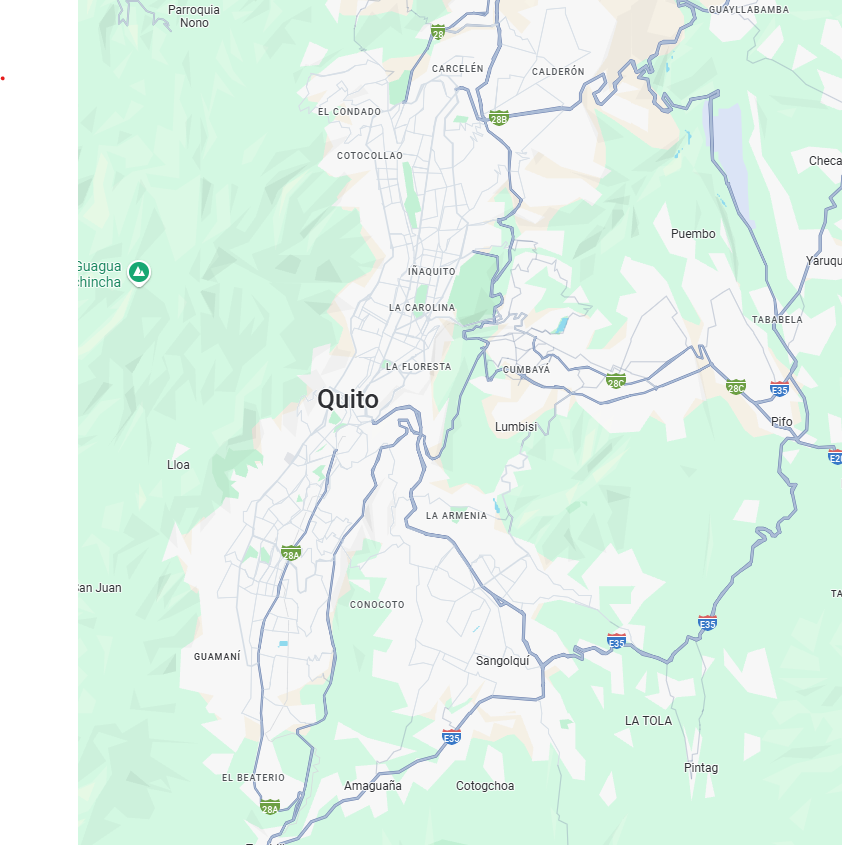 Parroquia
Nono
GUAYLLABAMBA
28
CARCELÉN
CALDERÓN
EL CONDADO
28B
COTOCOLLAO
Checa
Puembo
Guagua
chincha
IÑAQUITO
Yaruqu
LA CAROLINA
TABABELA
LA FLORESTA
CUMBAYÁ
28C
28C
E35
Quito
Lumbisi
Pifo
Lloa
LA ARMENIA
28A
San Juan
CONOCOTO
E35
E35
GUAMANÍ
Sangolquí
LA TOLA
E35
Pintag
EL BEATERIO
Amaguaña
Cotogchoa
28A